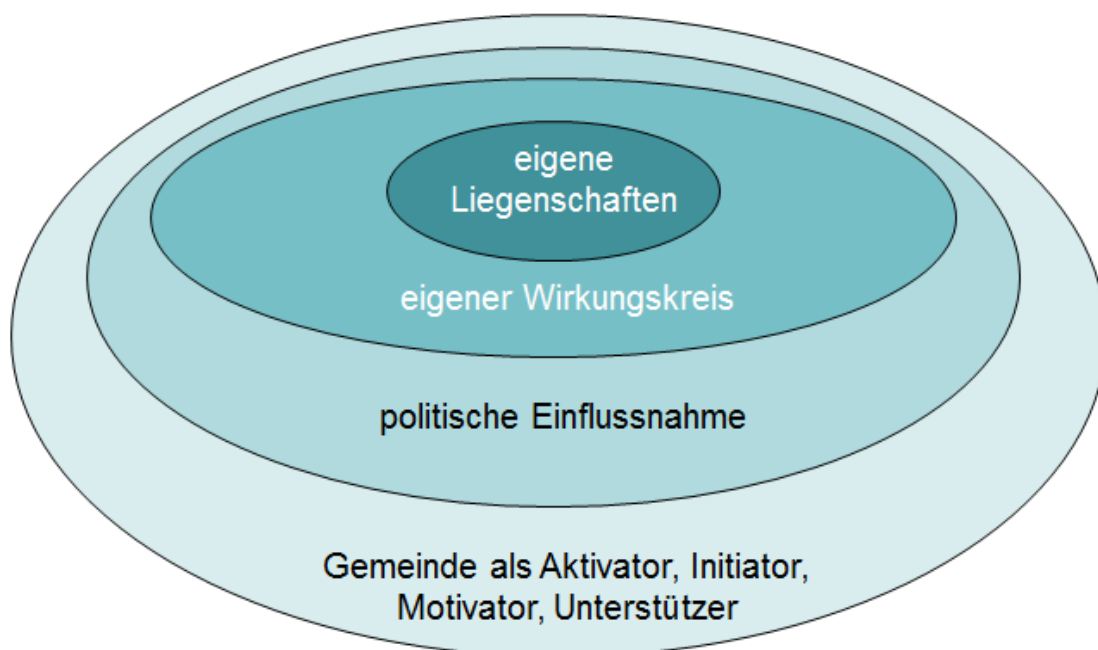 eigene
Liegenschaften
eigener Wirkungskreis
politische Einflussnahme
Gemeinde als Aktivator, Initiator,
Motivator, Unterstützer